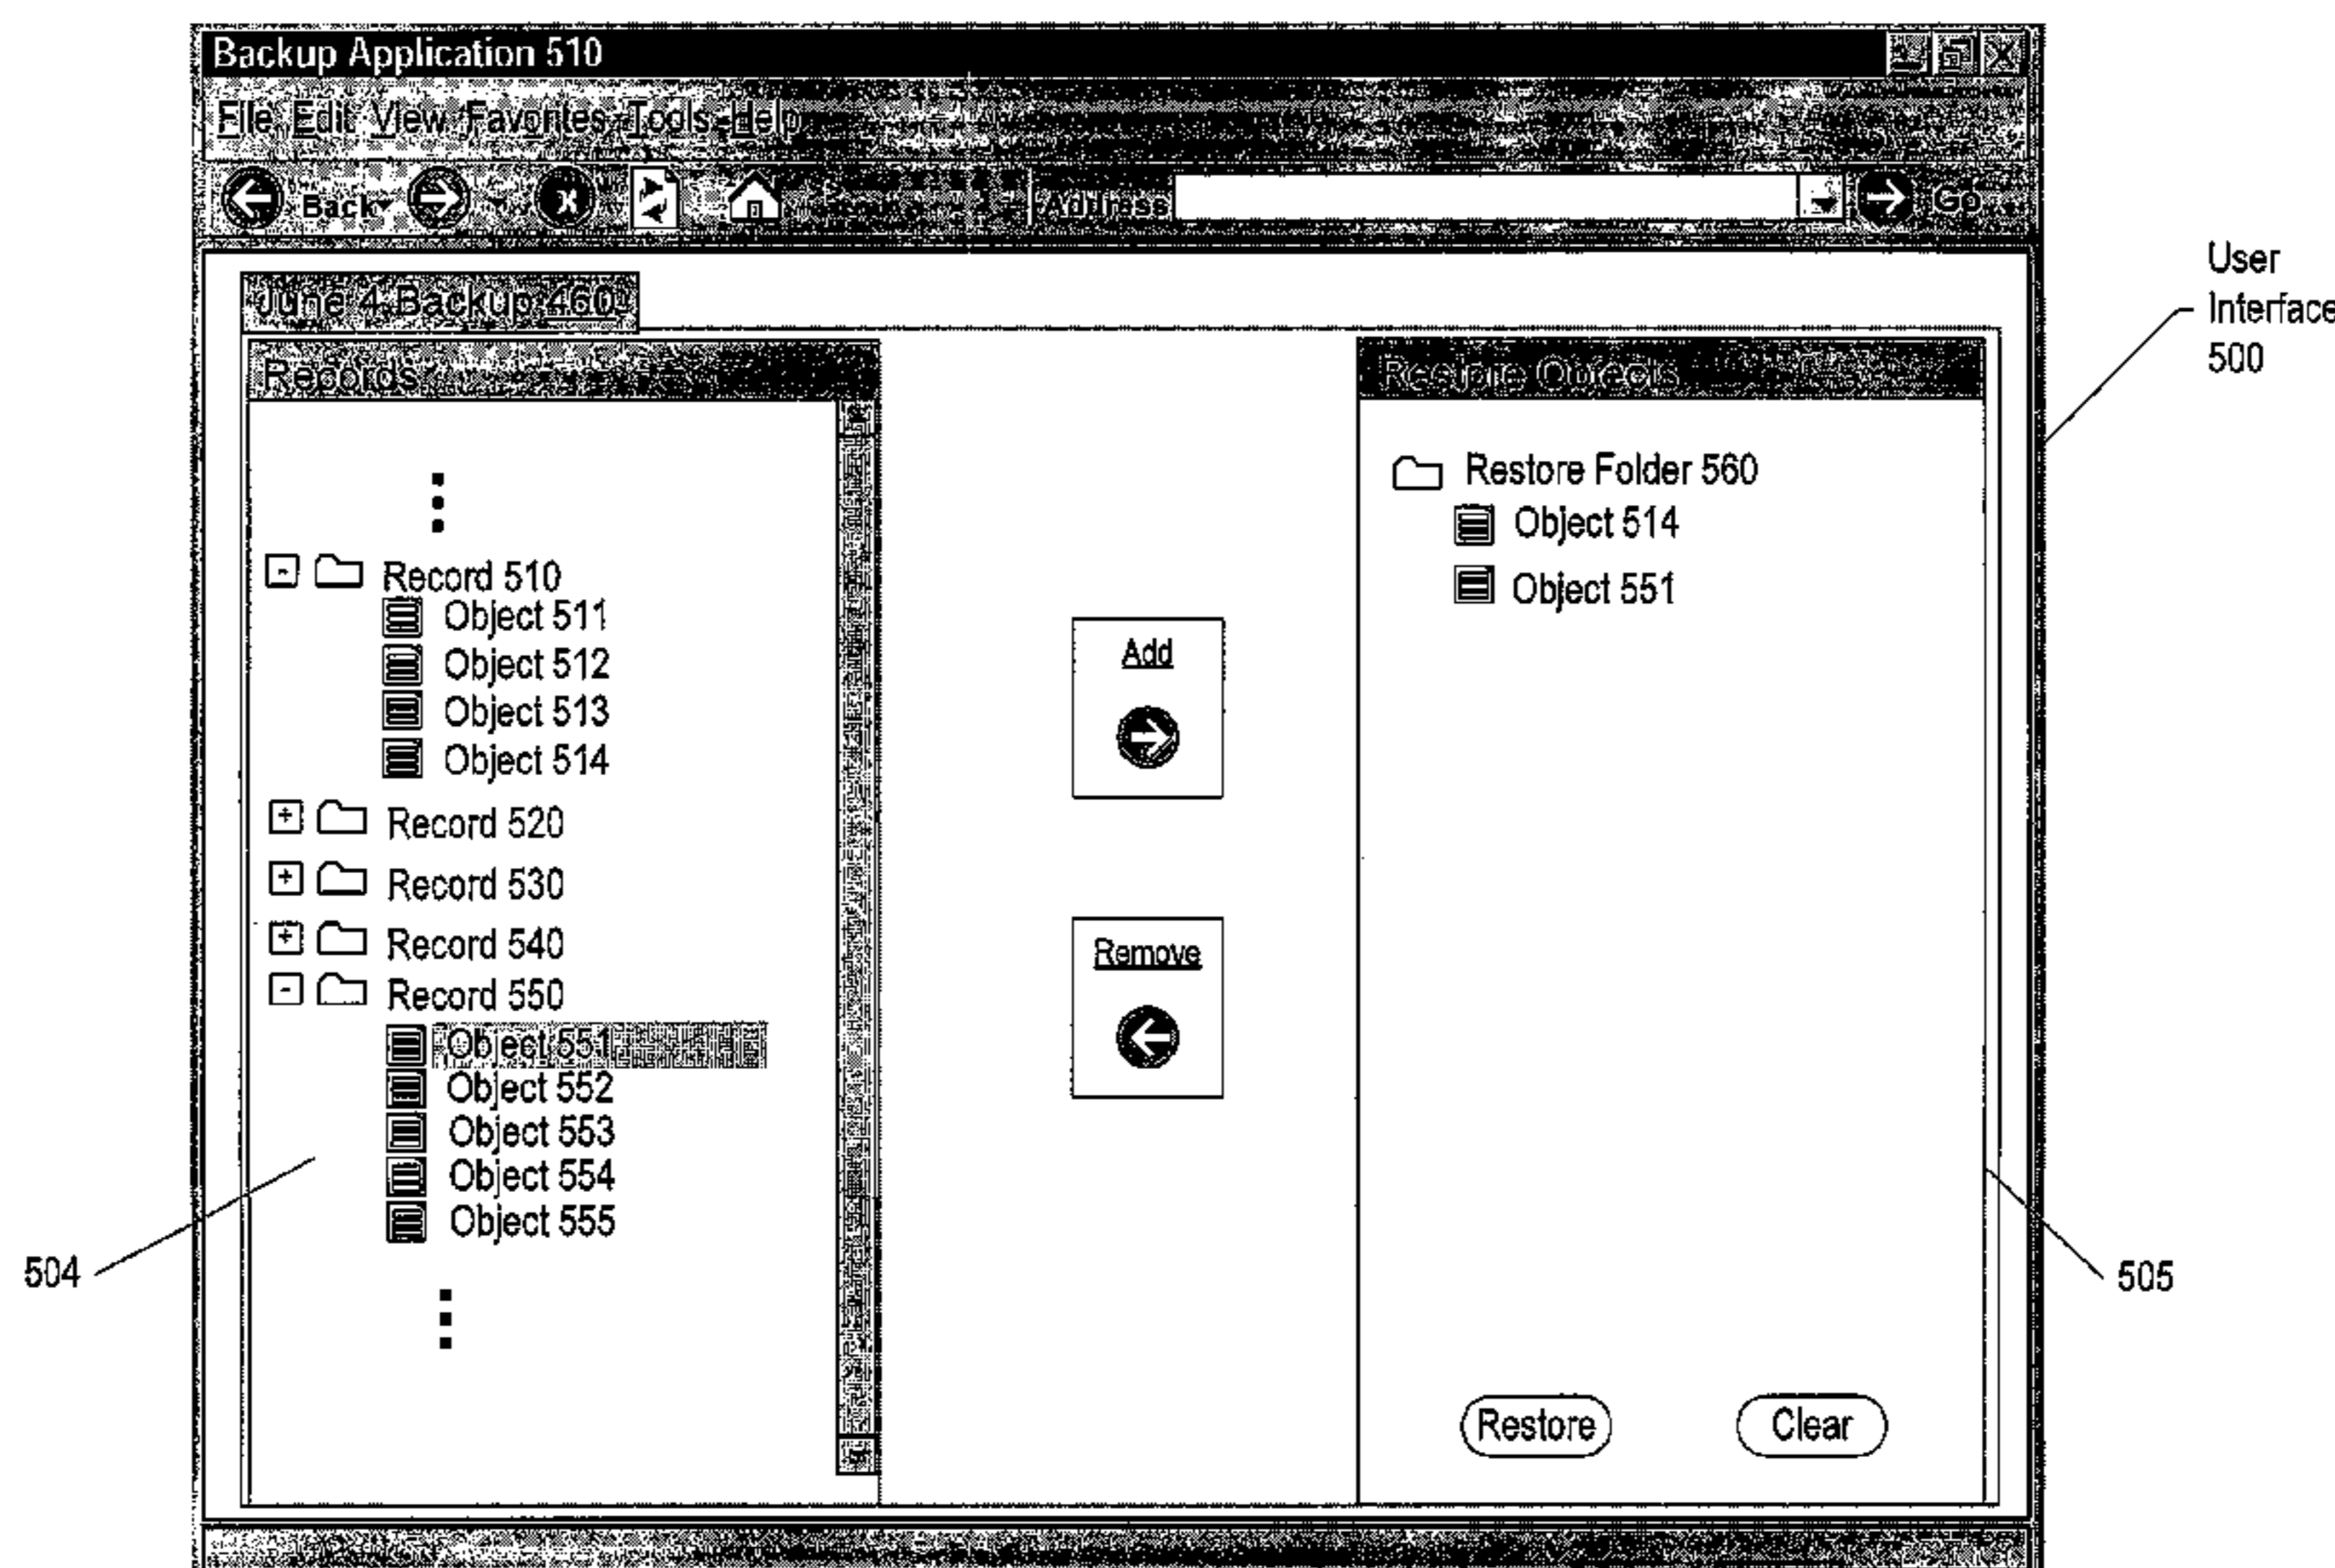 Backup Application 510
File Edit View Favorites Tools Help
Back Address Go
User
Interface
500
June 4 Backup 460
Records
Restore Objects
Restore Folder 560
Object 514
Object 551
Record 510
Object 511
Object 512
Object 513
Object 514
Record 520
Record 530
Record 540
Record 550
Object 551
Object 552
Object 553
Object 554
Object 555
Add
Remove
504
505
Restore Clear